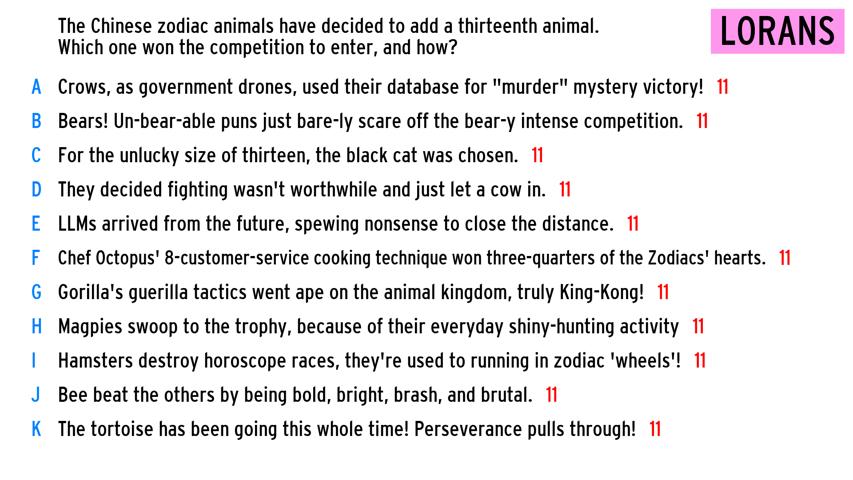 The Chinese zodiac animals have decided to add a thirteenth animal.
Which one won the competition to enter, and how?
LORANS
A Crows, as government drones, used their database for "murder" mystery victory! 11
B Bears! Un-bear-able puns just bare-ly scare off the bear-y intense competition. 11
C For the unlucky size of thirteen, the black cat was chosen. 11
D They decided fighting wasn't worthwhile and just let a cow in. 11
E LLMs arrived from the future, spewing nonsense to close the distance. 11
F Chef Octopus' 8-customer-service cooking technique won three-quarters of the Zodiacs' hearts. 11
G Gorilla's guerilla tactics went ape on the animal kingdom, truly King-Kong! 11
H Magpies swoop to the trophy, because of their everyday shiny-hunting activity 11
I Hamsters destroy horoscope races, they're used to running in zodiac 'wheels'! 11
J Bee beat the others by being bold, bright, brash, and brutal. 11
K The tortoise has been going this whole time! Perseverance pulls through! 11